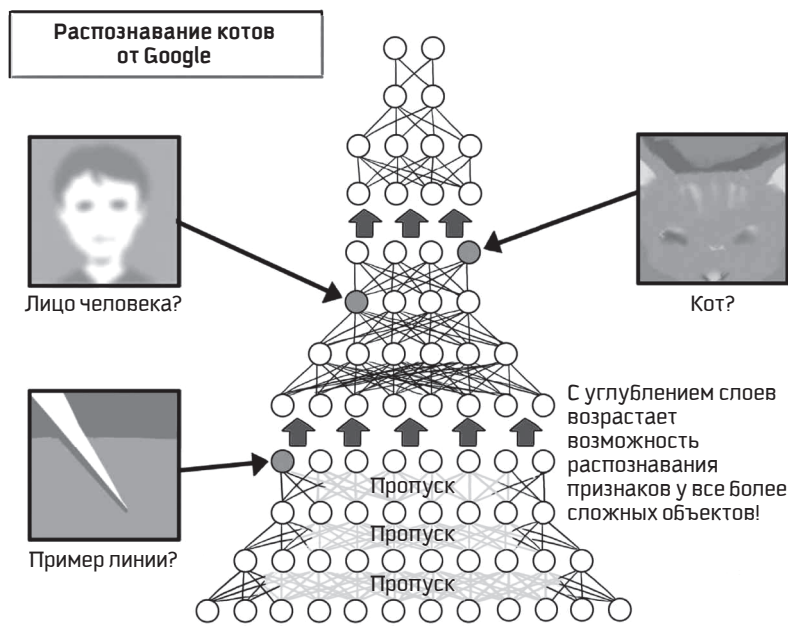 Распознавание котов
от Google
Лицо человека?
Кот?
С углублением слоев
возрастает
возможность
распознавания
признаков у все более
сложных объектов!
Пример линии?
Пропуск
Пропуск
Пропуск